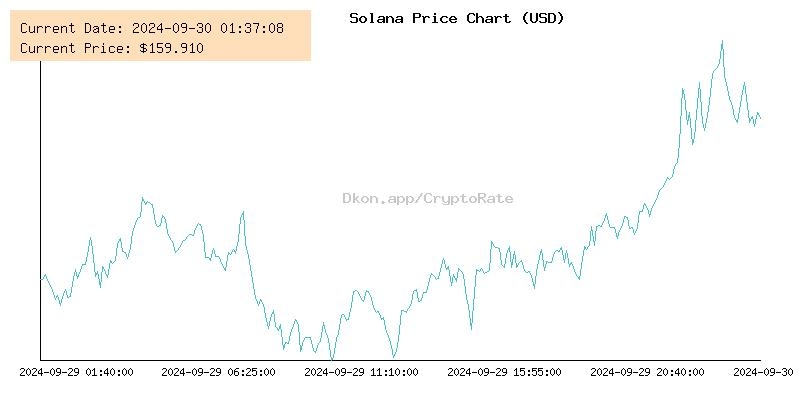 Solana Price Chart (USD)
Current Date: 2024-09-30 01:37:08
Current Price: $159.910
Dkon.app/CryptoRate
2024-09-29 01:40:00 2024-09-29 06:25:00 2024-09-29 11:10:00 2024-09-29 15:55:00 2024-09-29 20:40:00 2024-09-30